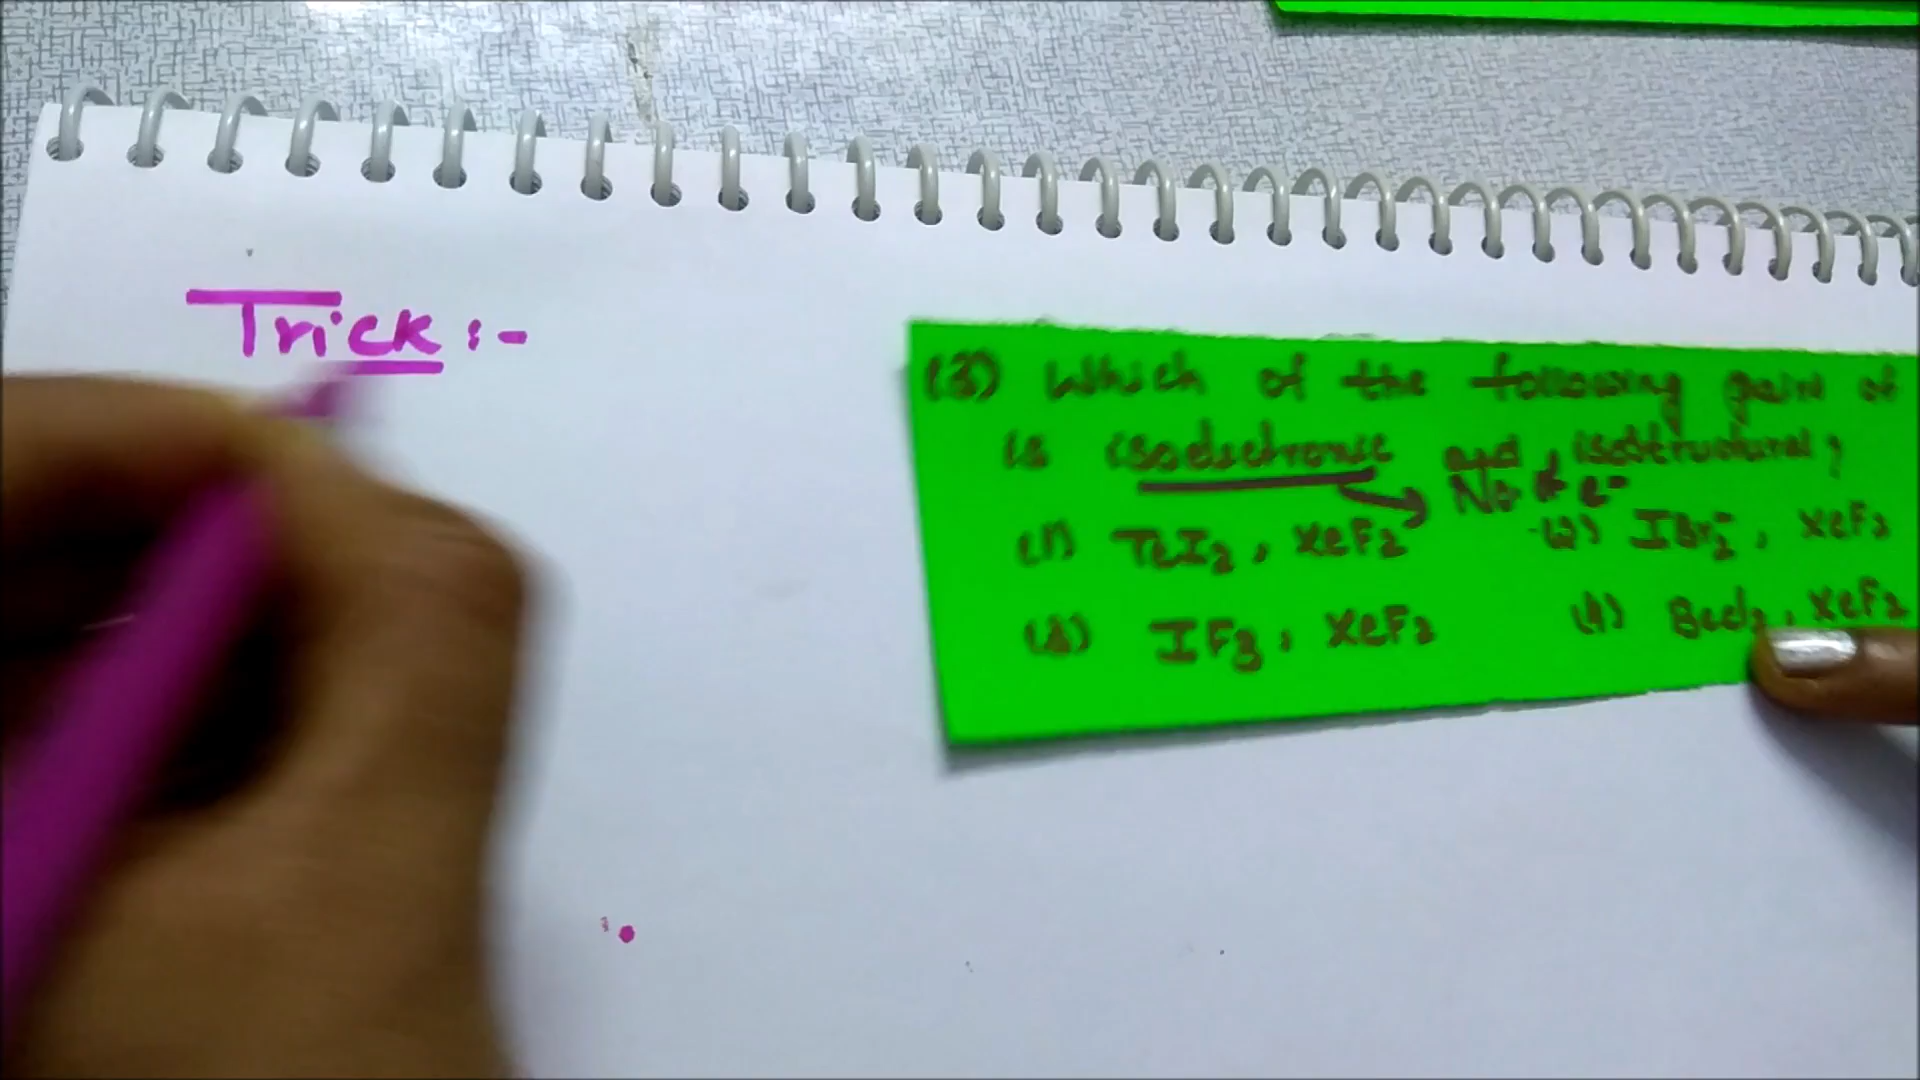 Trick :-
(3) Which of the following pair of
is isoelectronic and isostructural?
No. of e⁻
(1) TeI₂, XeF₂ (2) IBr₂⁻, XeF₂
(3) IF₃, XeF₂ (4) BeCl₂, XeF₂